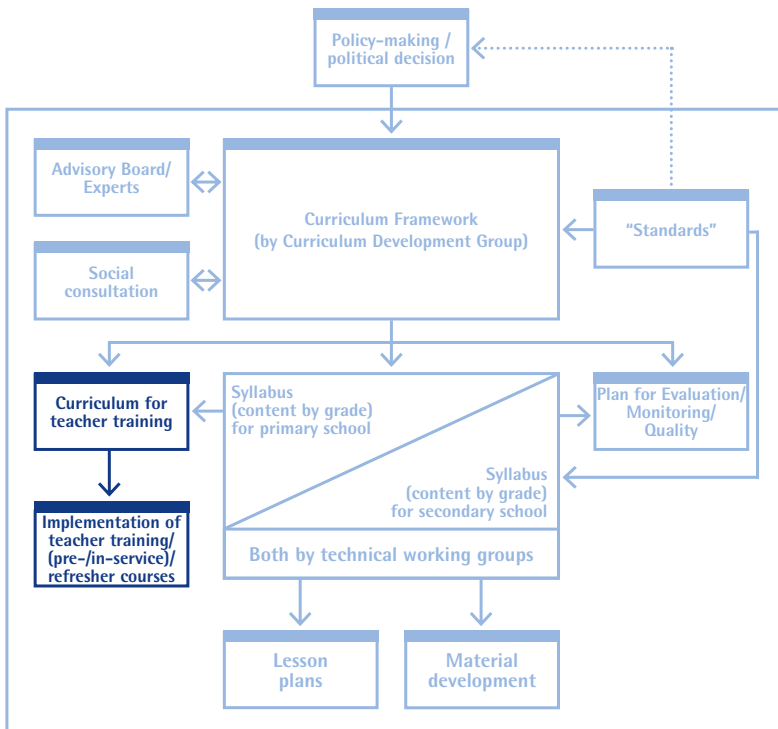 Policy-making /
political decision
Advisory Board/
Experts
Curriculum Framework
(by Curriculum Development Group)
“Standards”
Social
consultation
Curriculum for
teacher training
Syllabus
(content by grade)
for primary school
Plan for Evaluation/
Monitoring/
Quality
Syllabus
(content by grade)
for secondary school
Implementation of
teacher training/
(pre-/in-service)/
refresher courses
Both by technical working groups
Lesson
plans
Material
development